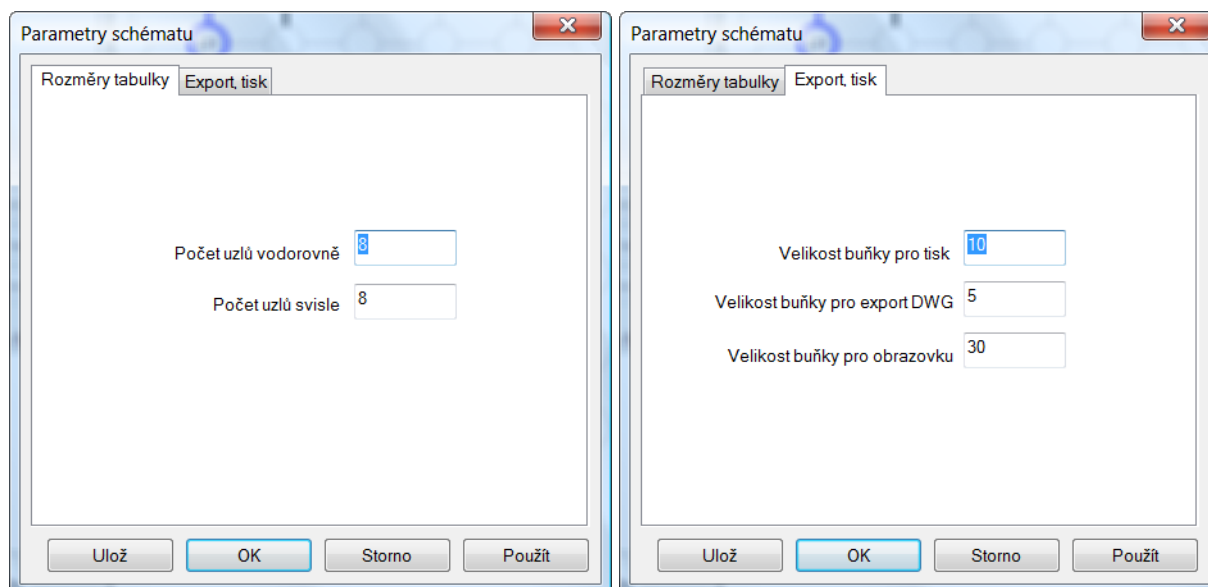 Parametry schématu
Rozměry tabulky Export, tisk
Počet uzlů vodorovně 8
Počet uzlů svisle 8
Ulož OK Storno Použít
Parametry schématu
Rozměry tabulky Export, tisk
Velikost buňky pro tisk 10
Velikost buňky pro export DWG 5
Velikost buňky pro obrazovku 30
Ulož OK Storno Použít